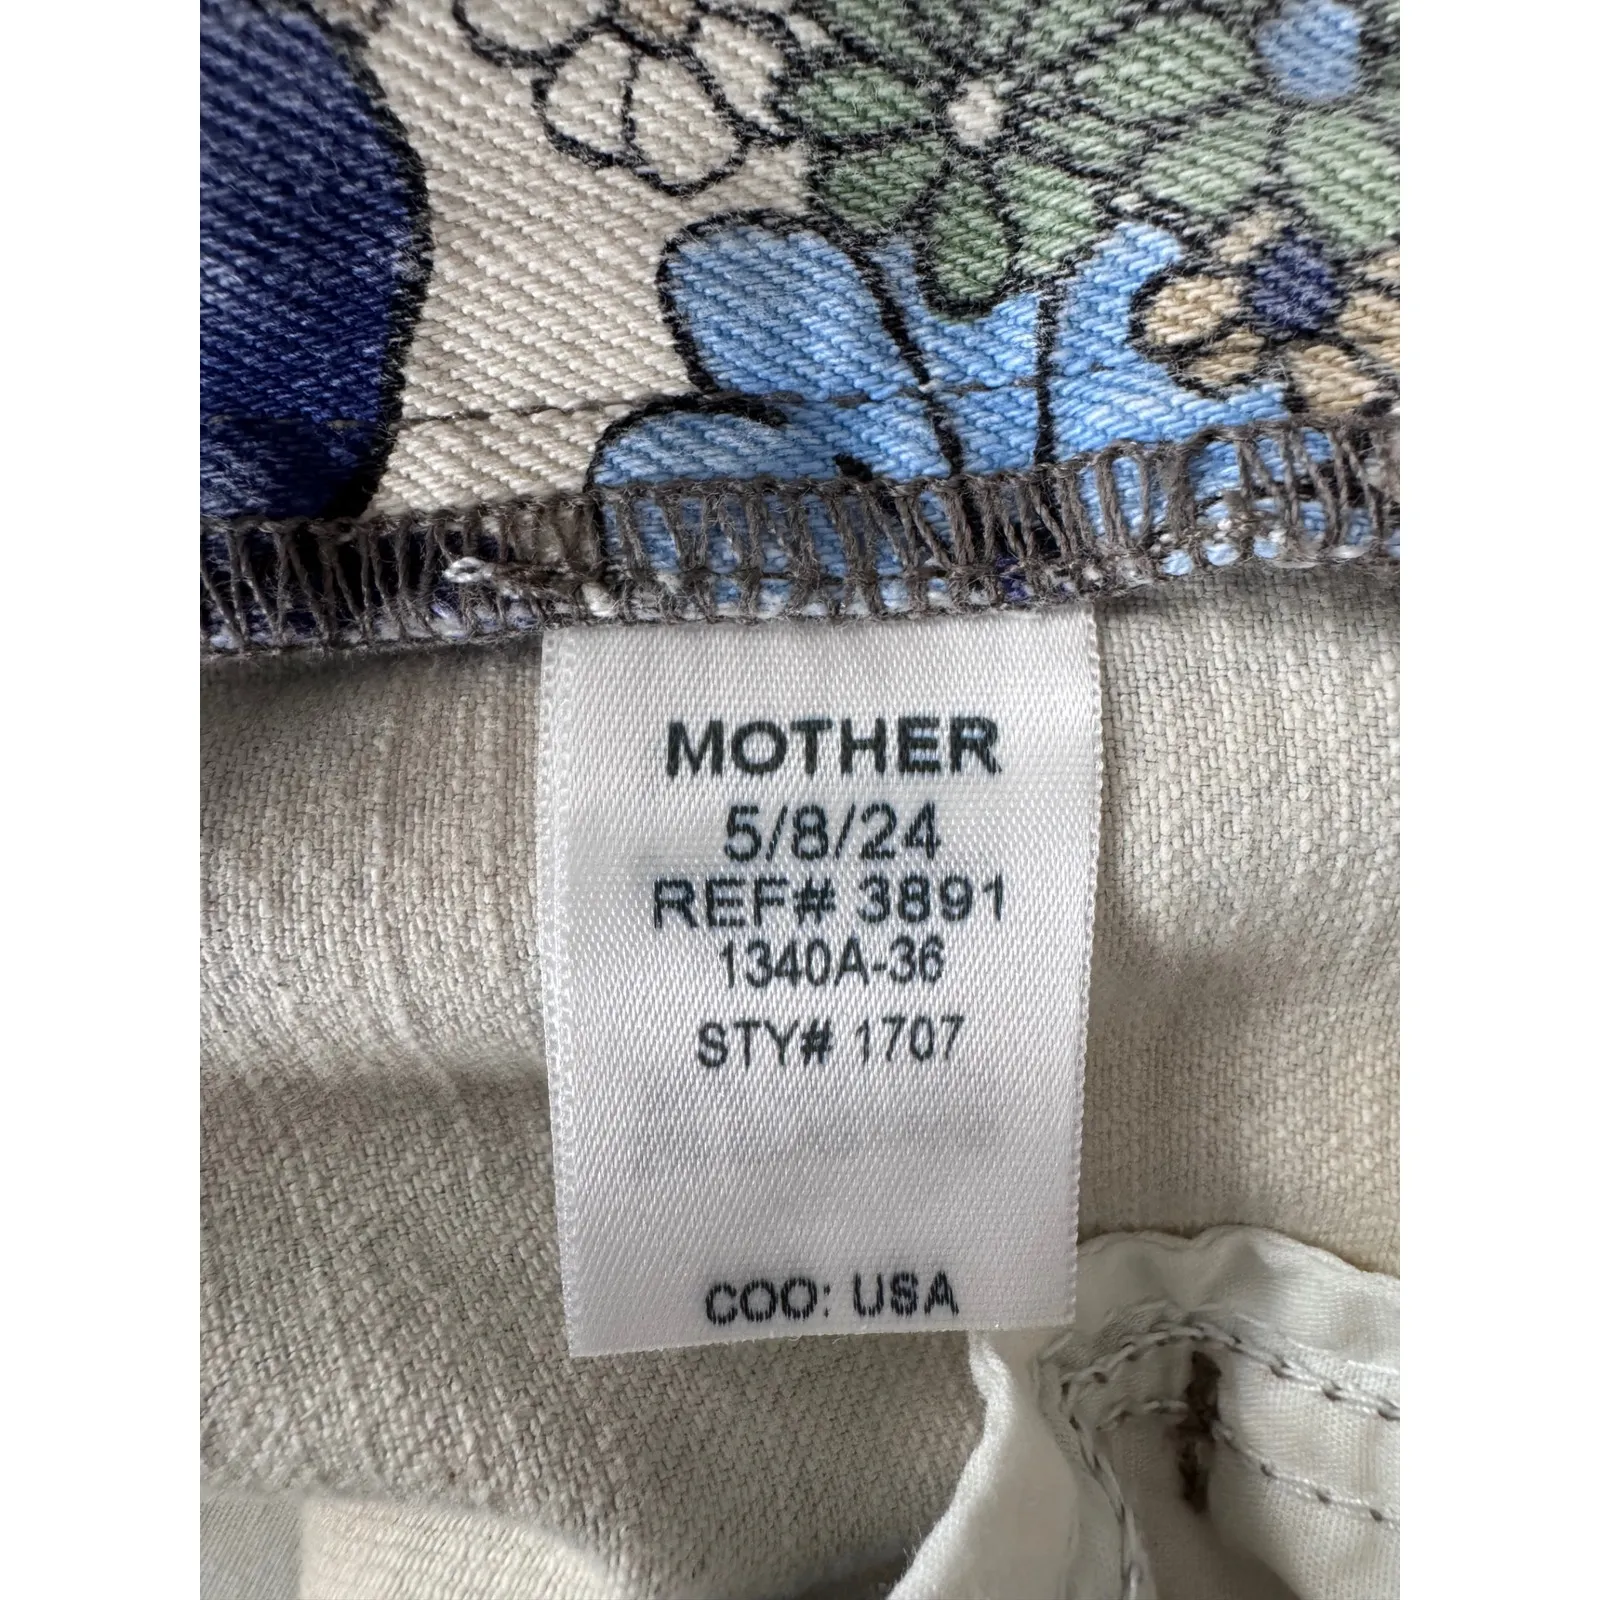 MOTHER
5/8/24
REF# 3891
1340A-36
STY# 1707
COO: USA